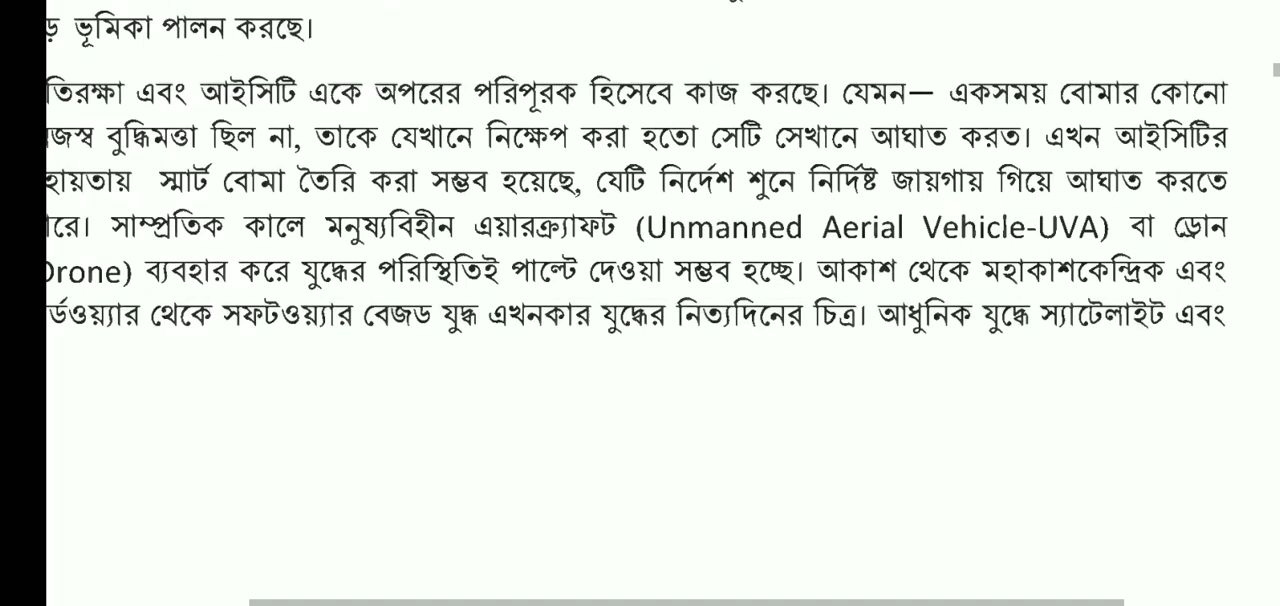 ড় ভূমিকা পালন করছে।
তিরক্ষা এবং আইসিটি একে অপরের পরিপূরক হিসেবে কাজ করছে। যেমন— একসময় বোমার কোনো
জস্ব বুদ্ধিমত্তা ছিল না, তাকে যেখানে নিক্ষেপ করা হতো সেটি সেখানে আঘাত করত। এখন আইসিটির
হায়তায় স্মার্ট বোমা তৈরি করা সম্ভব হয়েছে, যেটি নির্দেশ শুনে নির্দিষ্ট জায়গায় গিয়ে আঘাত করতে
ারে। সাম্প্রতিক কালে মনুষ্যবিহীন এয়ারক্র্যাফট (Unmanned Aerial Vehicle-UVA) বা ড্রোন
Drone) ব্যবহার করে যুদ্ধের পরিস্থিতিই পাল্টে দেওয়া সম্ভব হচ্ছে। আকাশ থেকে মহাকাশকেন্দ্রিক এবং
র্ডওয়্যার থেকে সফটওয়্যার বেজড যুদ্ধ এখনকার যুদ্ধের নিত্যদিনের চিত্র। আধুনিক যুদ্ধে স্যাটেলাইট এবং